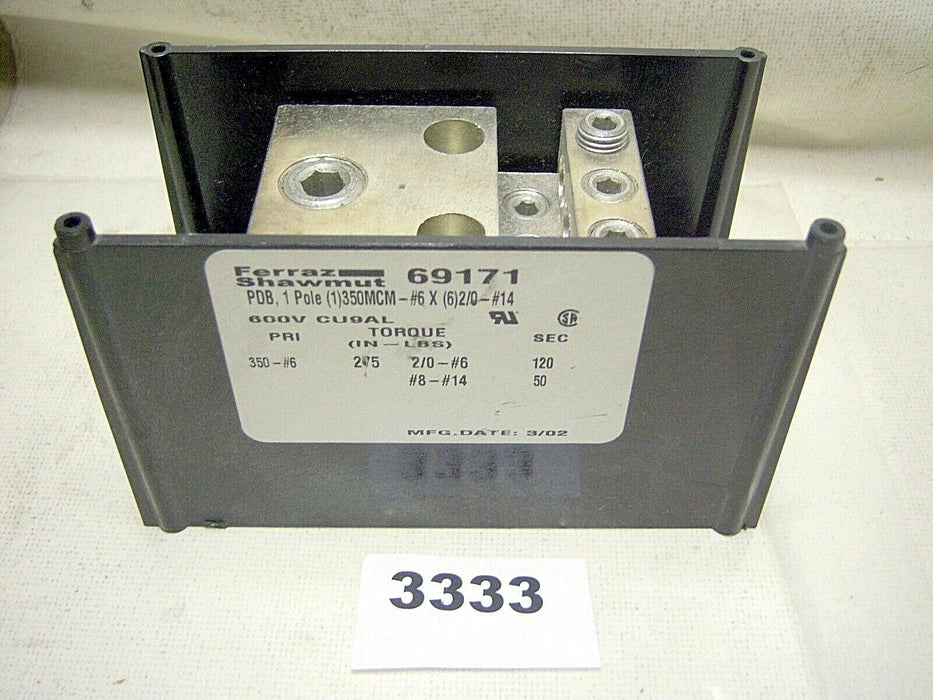 Ferraz
Shawmut 69171
PDB, 1 Pole (1)350MCM-#6 X (6)2/0-#14
600V CU9AL
PRI TORQUE SEC
(IN-LBS)
350-#6 275 2/0-#6 120
#8-#14 50
MFG.DATE: 3/02
3333